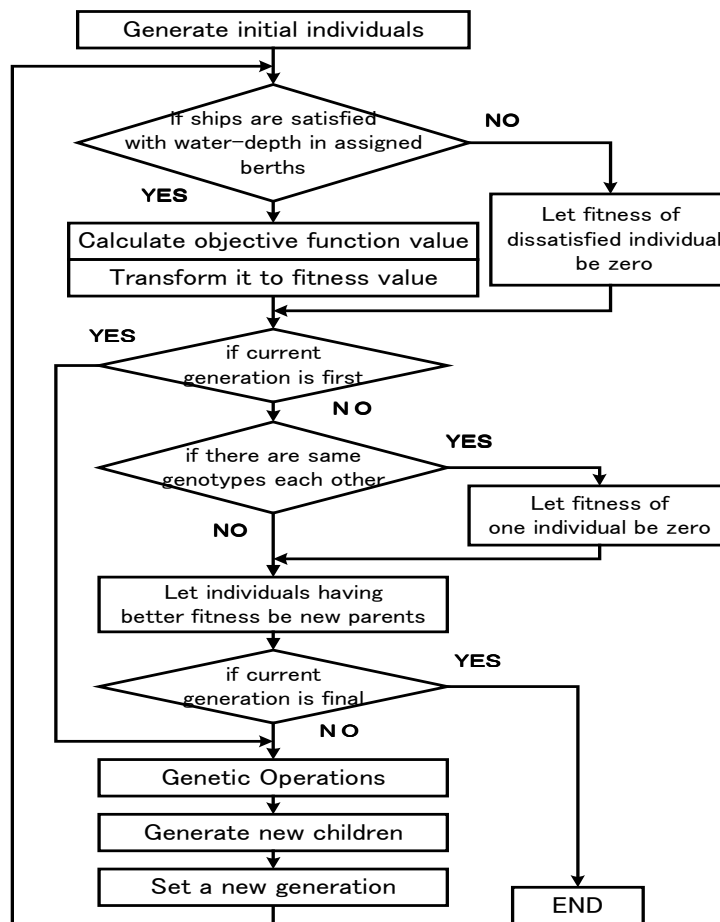 Generate initial individuals
If ships are satisfied
with water-depth in assigned
berths
NO
YES
Let fitness of
dissatisfied individual
be zero
Calculate objective function value
Transform it to fitness value
YES
if current
generation is first
NO
if there are same
genotypes each other
YES
NO
Let fitness of
one individual be zero
Let individuals having
better fitness be new parents
if current
generation is final
YES
NO
Genetic Operations
Generate new children
Set a new generation
END